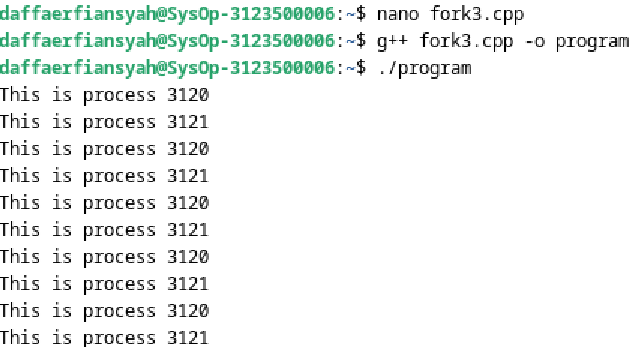 daffaerfiansyah@SysOp-3123500006:~$ nano fork3.cpp
daffaerfiansyah@SysOp-3123500006:~$ g++ fork3.cpp -o program
daffaerfiansyah@SysOp-3123500006:~$ ./program
This is process 3120
This is process 3121
This is process 3120
This is process 3121
This is process 3120
This is process 3121
This is process 3120
This is process 3121
This is process 3120
This is process 3121